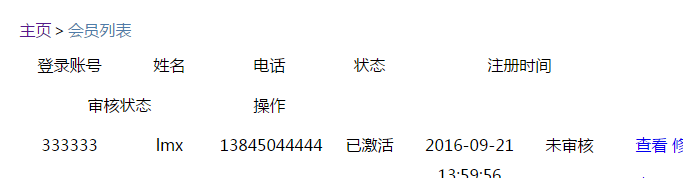 主页 > 会员列表
登录账号 姓名 电话 状态 注册时间
审核状态 操作
333333 lmx 13845044444 已激活 2016-09-21 未审核 查看 修
13:59:56